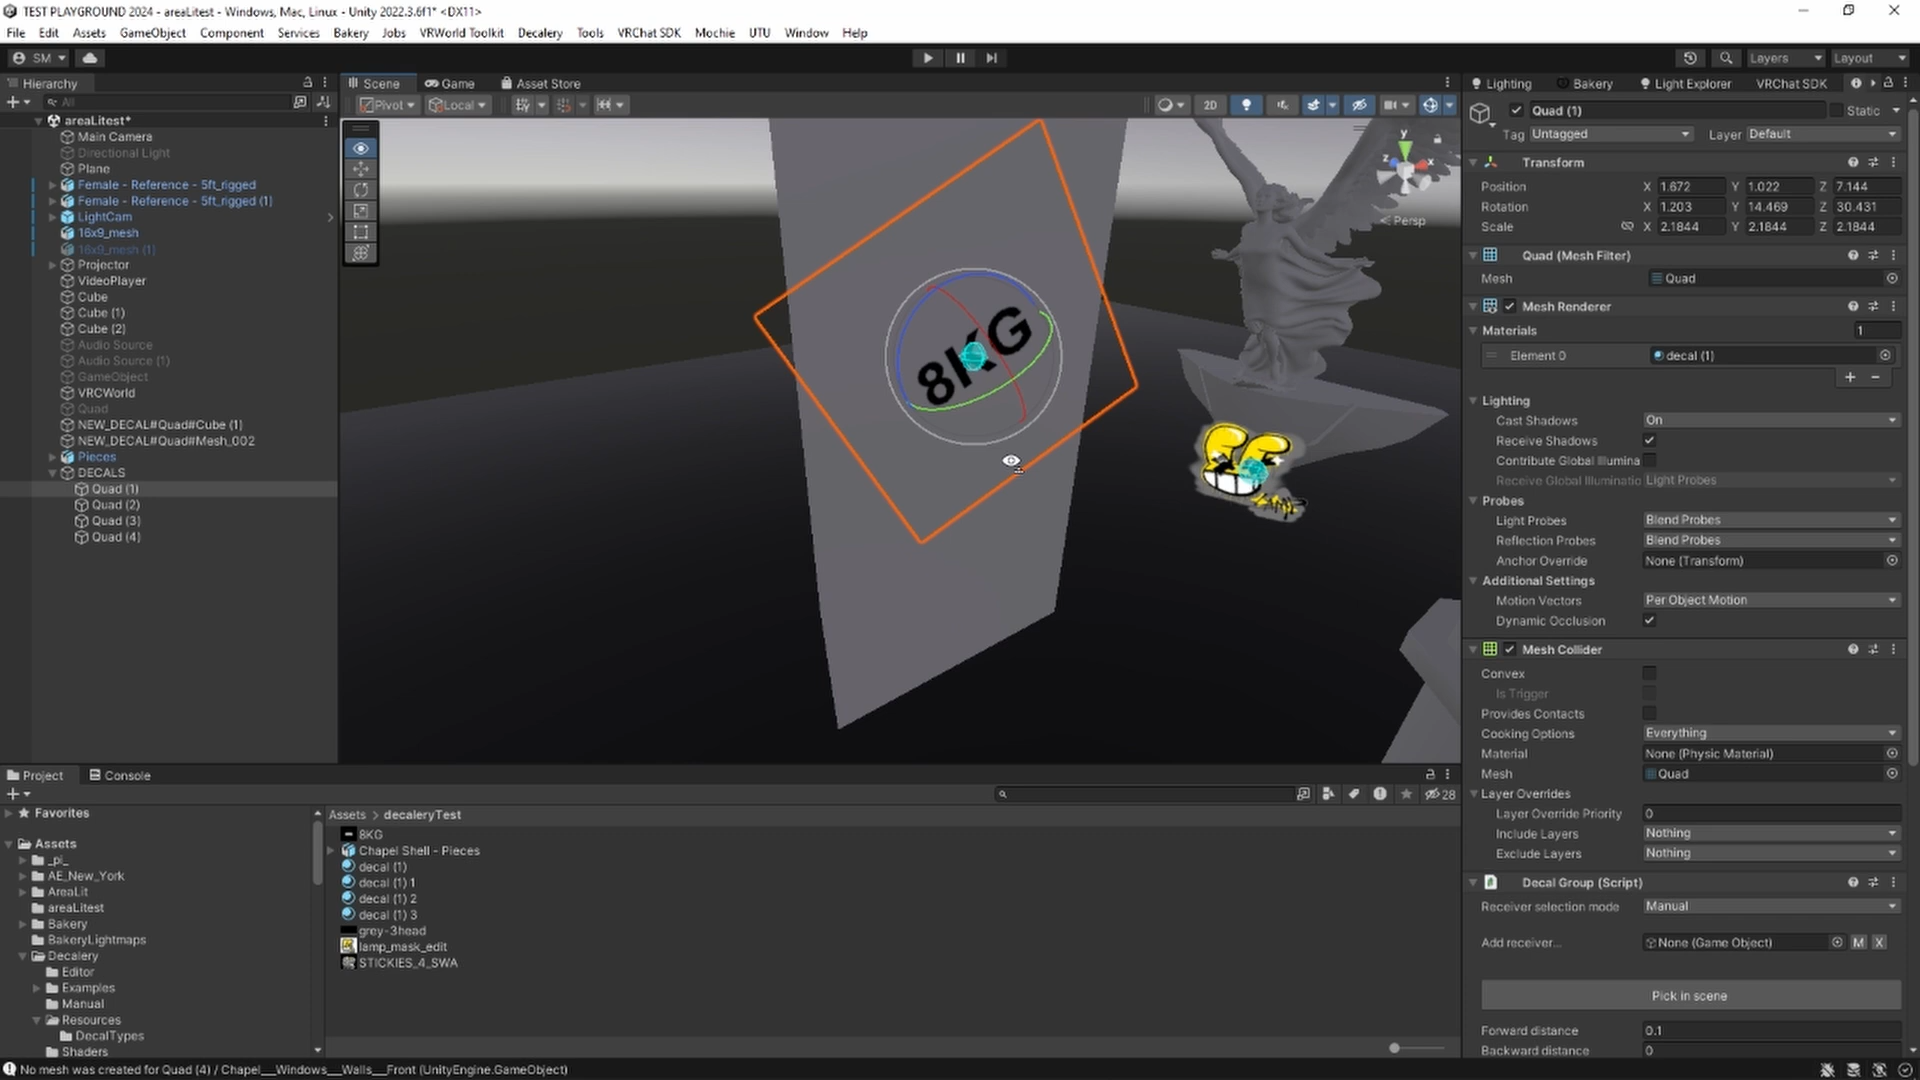 TEST PLAYGROUND 2024 - areaLitest - Windows, Mac, Linux - Unity 2022.3.6f1* <DX11>
File Edit Assets GameObject Component Services Bakery Jobs VRWorld Toolkit Decalery Tools VRChat SDK Mochie UTU Window Help
SM
Layers Layout
Hierarchy
All
areaLitest*
Main Camera
Directional Light
Plane
Female - Reference - 5ft_rigged
Female - Reference - 5ft_rigged (1)
LightCam
16x9_mesh
16x9_mesh (1)
Projector
VideoPlayer
Cube
Cube (1)
Cube (2)
Audio Source
Audio Source (1)
GameObject
VRCWorld
Quad
NEW_DECAL#Quad#Cube (1)
NEW_DECAL#Quad#Mesh_002
Pieces
DECALS
Quad (1)
Quad (2)
Quad (3)
Quad (4)
Scene Game Asset Store
Pivot Local 2D
y
z x
< Persp
8KG
Lighting Bakery Light Explorer VRChat SDK
Quad (1) Static
Tag Untagged Layer Default
Transform
Position X 1.672 Y 1.022 Z 7.144
Rotation X 1.203 Y 14.469 Z 30.431
Scale X 2.1844 Y 2.1844 Z 2.1844
Quad (Mesh Filter)
Mesh Quad
Mesh Renderer
Materials 1
Element 0 decal (1)
Lighting
Cast Shadows On
Receive Shadows
Contribute Global Illumina
Receive Global Illuminatio Light Probes
Probes
Light Probes Blend Probes
Reflection Probes Blend Probes
Anchor Override None (Transform)
Additional Settings
Motion Vectors Per Object Motion
Dynamic Occlusion
Mesh Collider
Convex
Is Trigger
Provides Contacts
Cooking Options Everything
Material None (Physic Material)
Mesh Quad
Layer Overrides
Layer Override Priority 0
Include Layers Nothing
Exclude Layers Nothing
Decal Group (Script)
Receiver selection mode Manual
Add receiver... None (Game Object) M X
Pick in scene
Forward distance 0.1
Backward distance 0
Project Console
28
Favorites
Assets
_pi_
AE_New_York
AreaLit
areaLitest
Bakery
BakeryLightmaps
Decalery
Editor
Examples
Manual
Resources
DecalTypes
Shaders
Assets > decaleryTest
8KG
Chapel Shell - Pieces
decal (1)
decal (1) 1
decal (1) 2
decal (1) 3
grey-3head
lamp_mask_edit
STICKIES_4_SWA
No mesh was created for Quad (4) / Chapel__Windows__Walls__Front (UnityEngine.GameObject)